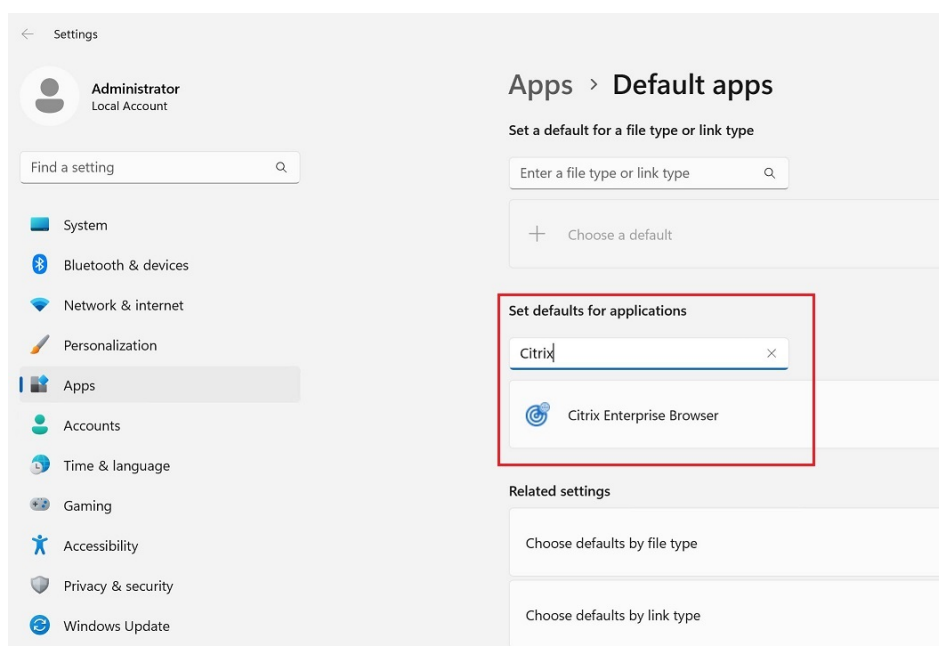 Settings
Administrator
Local Account
Find a setting
System
Bluetooth & devices
Network & internet
Personalization
Apps
Accounts
Time & language
Gaming
Accessibility
Privacy & security
Windows Update
Apps > Default apps
Set a default for a file type or link type
Enter a file type or link type
Choose a default
Set defaults for applications
Citrix
Citrix Enterprise Browser
Related settings
Choose defaults by file type
Choose defaults by link type